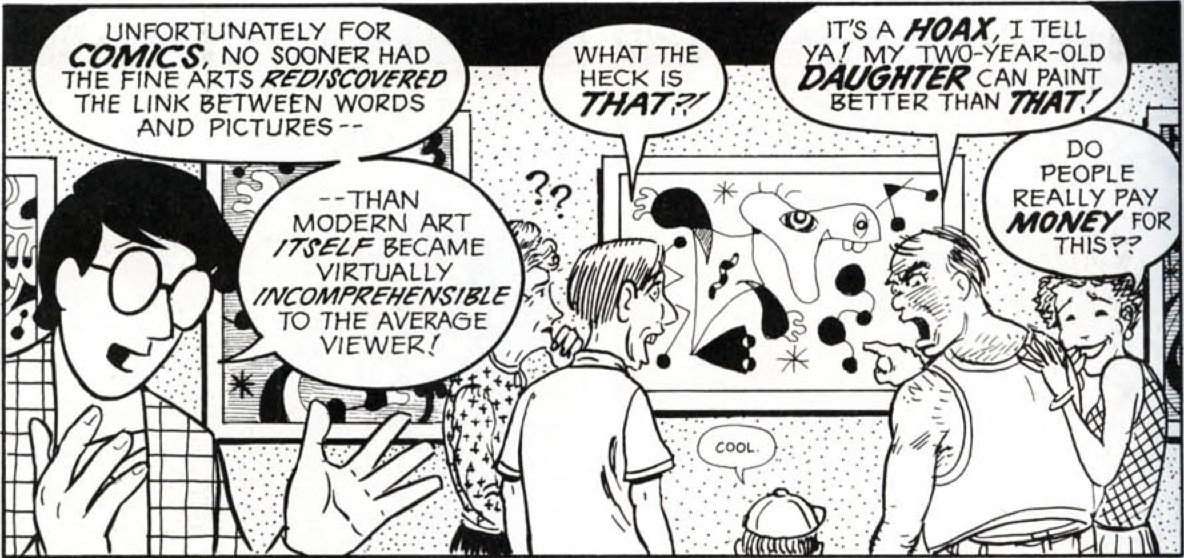 UNFORTUNATELY FOR
COMICS, NO SOONER HAD
THE FINE ARTS REDISCOVERED
THE LINK BETWEEN WORDS
AND PICTURES--
--THAN
MODERN ART
ITSELF BECAME
VIRTUALLY
INCOMPREHENSIBLE
TO THE AVERAGE
VIEWER!
??
WHAT THE
HECK IS
THAT?!
IT'S A HOAX, I TELL
YA! MY TWO-YEAR-OLD
DAUGHTER CAN PAINT
BETTER THAN THAT!
DO
PEOPLE
REALLY PAY
MONEY FOR
THIS??
COOL.